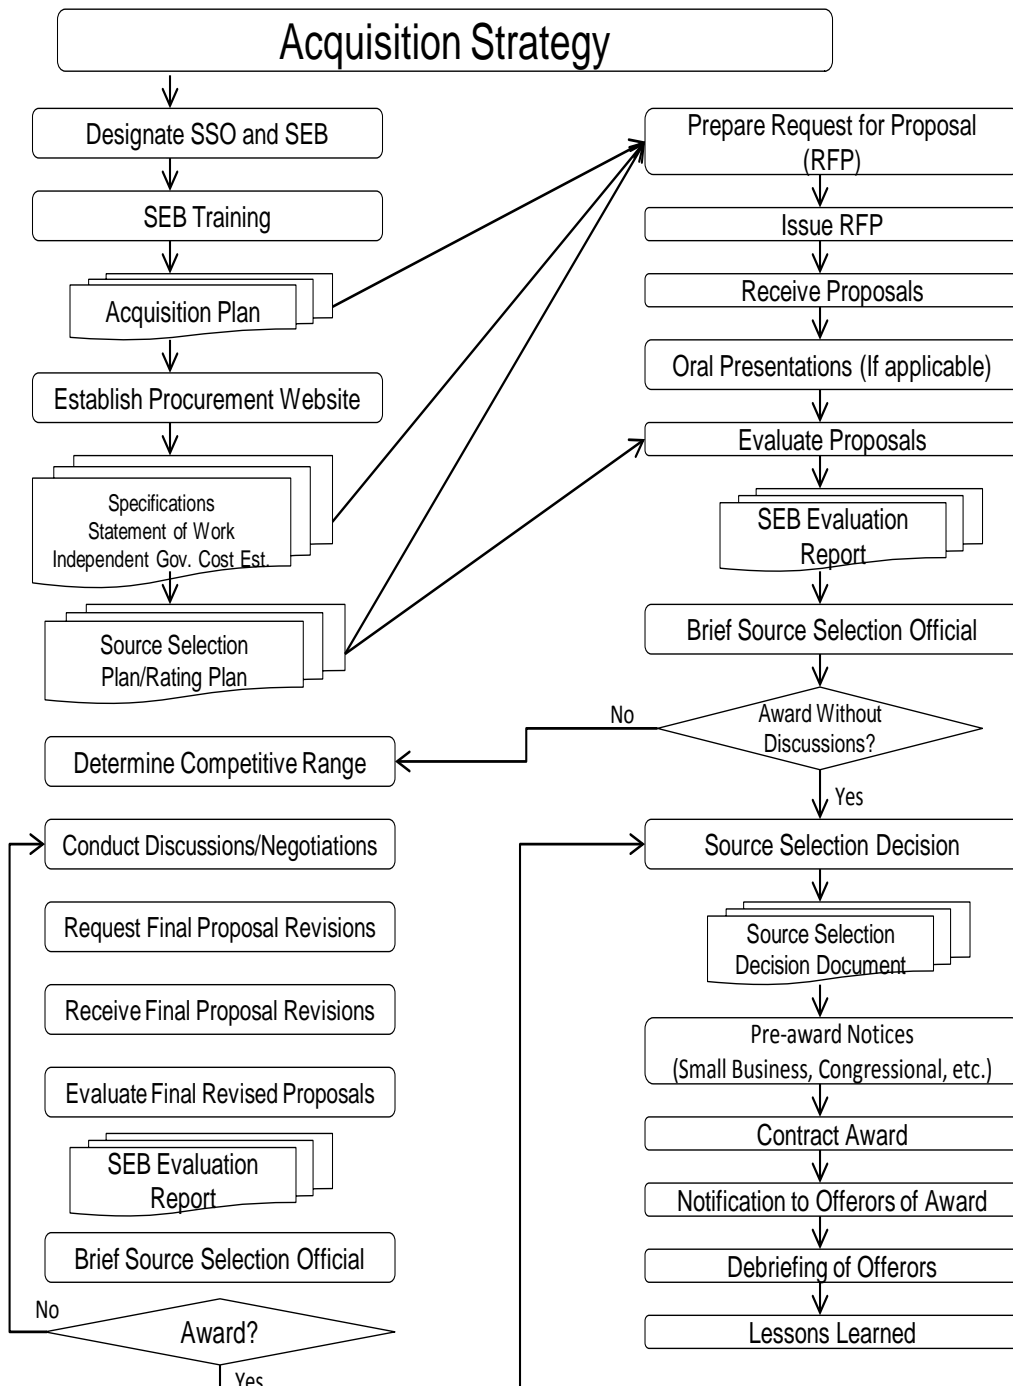 Acquisition Strategy
Designate SSO and SEB
SEB Training
Acquisition Plan
Establish Procurement Website
Specifications
Statement of Work
Independent Gov. Cost Est.
Source Selection
Plan/Rating Plan
Prepare Request for Proposal
(RFP)
Issue RFP
Receive Proposals
Oral Presentations (If applicable)
Evaluate Proposals
SEB Evaluation
Report
Brief Source Selection Official
Award Without
Discussions?
No
Yes
Determine Competitive Range
Conduct Discussions/Negotiations
Request Final Proposal Revisions
Receive Final Proposal Revisions
Evaluate Final Revised Proposals
SEB Evaluation
Report
Brief Source Selection Official
No
Award?
Yes
Source Selection Decision
Source Selection
Decision Document
Pre-award Notices
(Small Business, Congressional, etc.)
Contract Award
Notification to Offerors of Award
Debriefing of Offerors
Lessons Learned